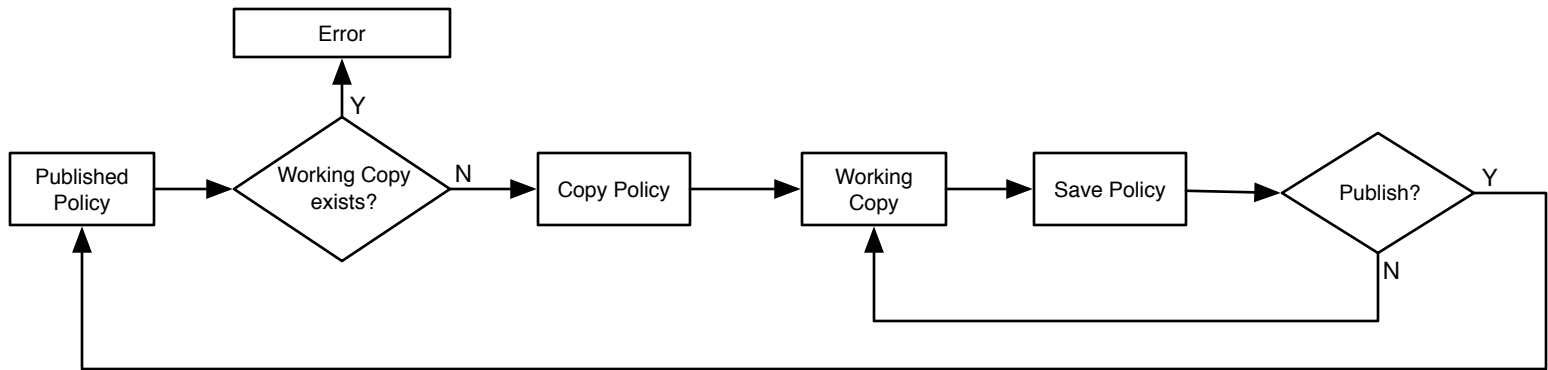 Error
Y
Published
Policy
Working Copy
exists?
N
Copy Policy
Working
Copy
Save Policy
Publish?
Y
N